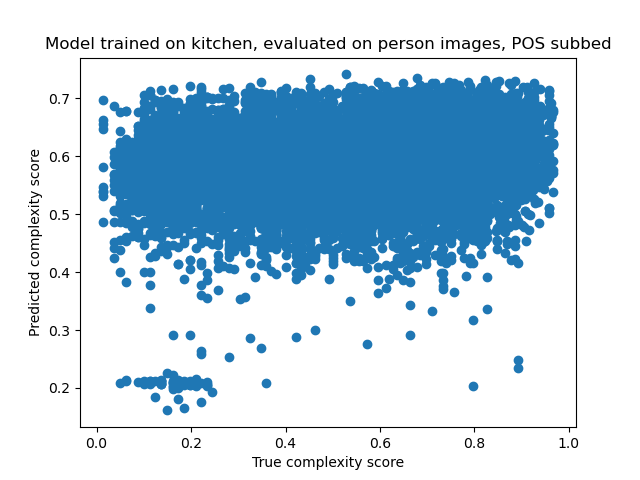 Model trained on kitchen, evaluated on person images, POS subbed
Predicted complexity score
0.7
0.6
0.5
0.4
0.3
0.2
0.0 0.2 0.4 0.6 0.8 1.0
True complexity score